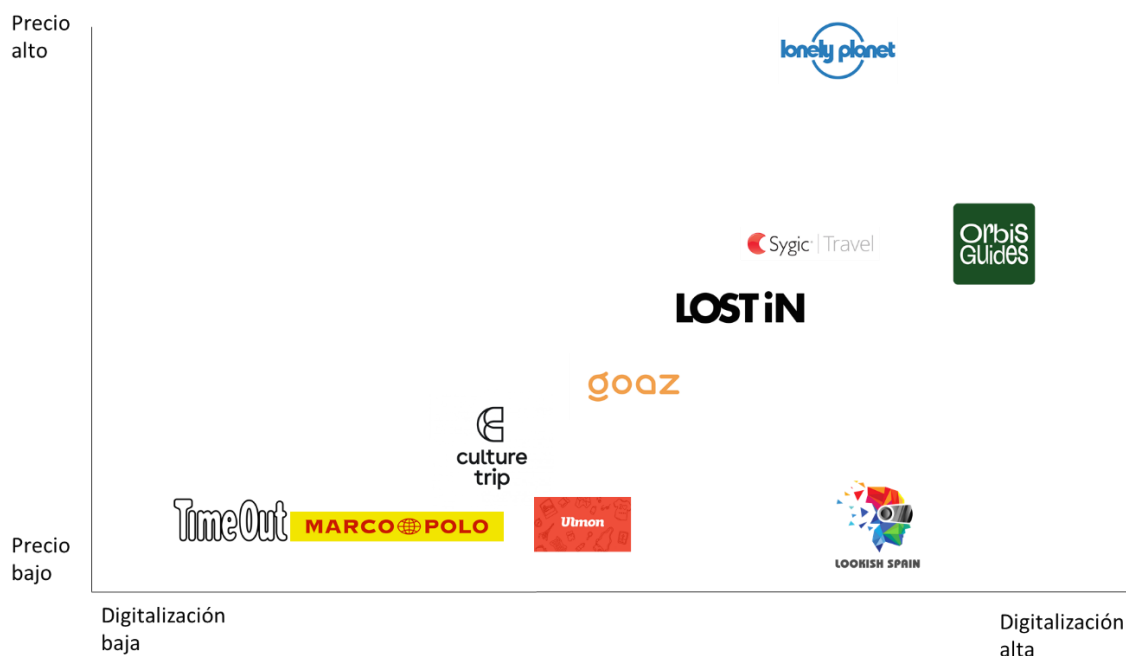 Precio
alto
lonely planet
Sygic | Travel
Orbis
Guides
LOST iN
goaz
culture
trip
TimeOut
MARCO POLO
Ulmon
LOOKISH SPAIN
Precio
bajo
Digitalización
baja
Digitalización
alta